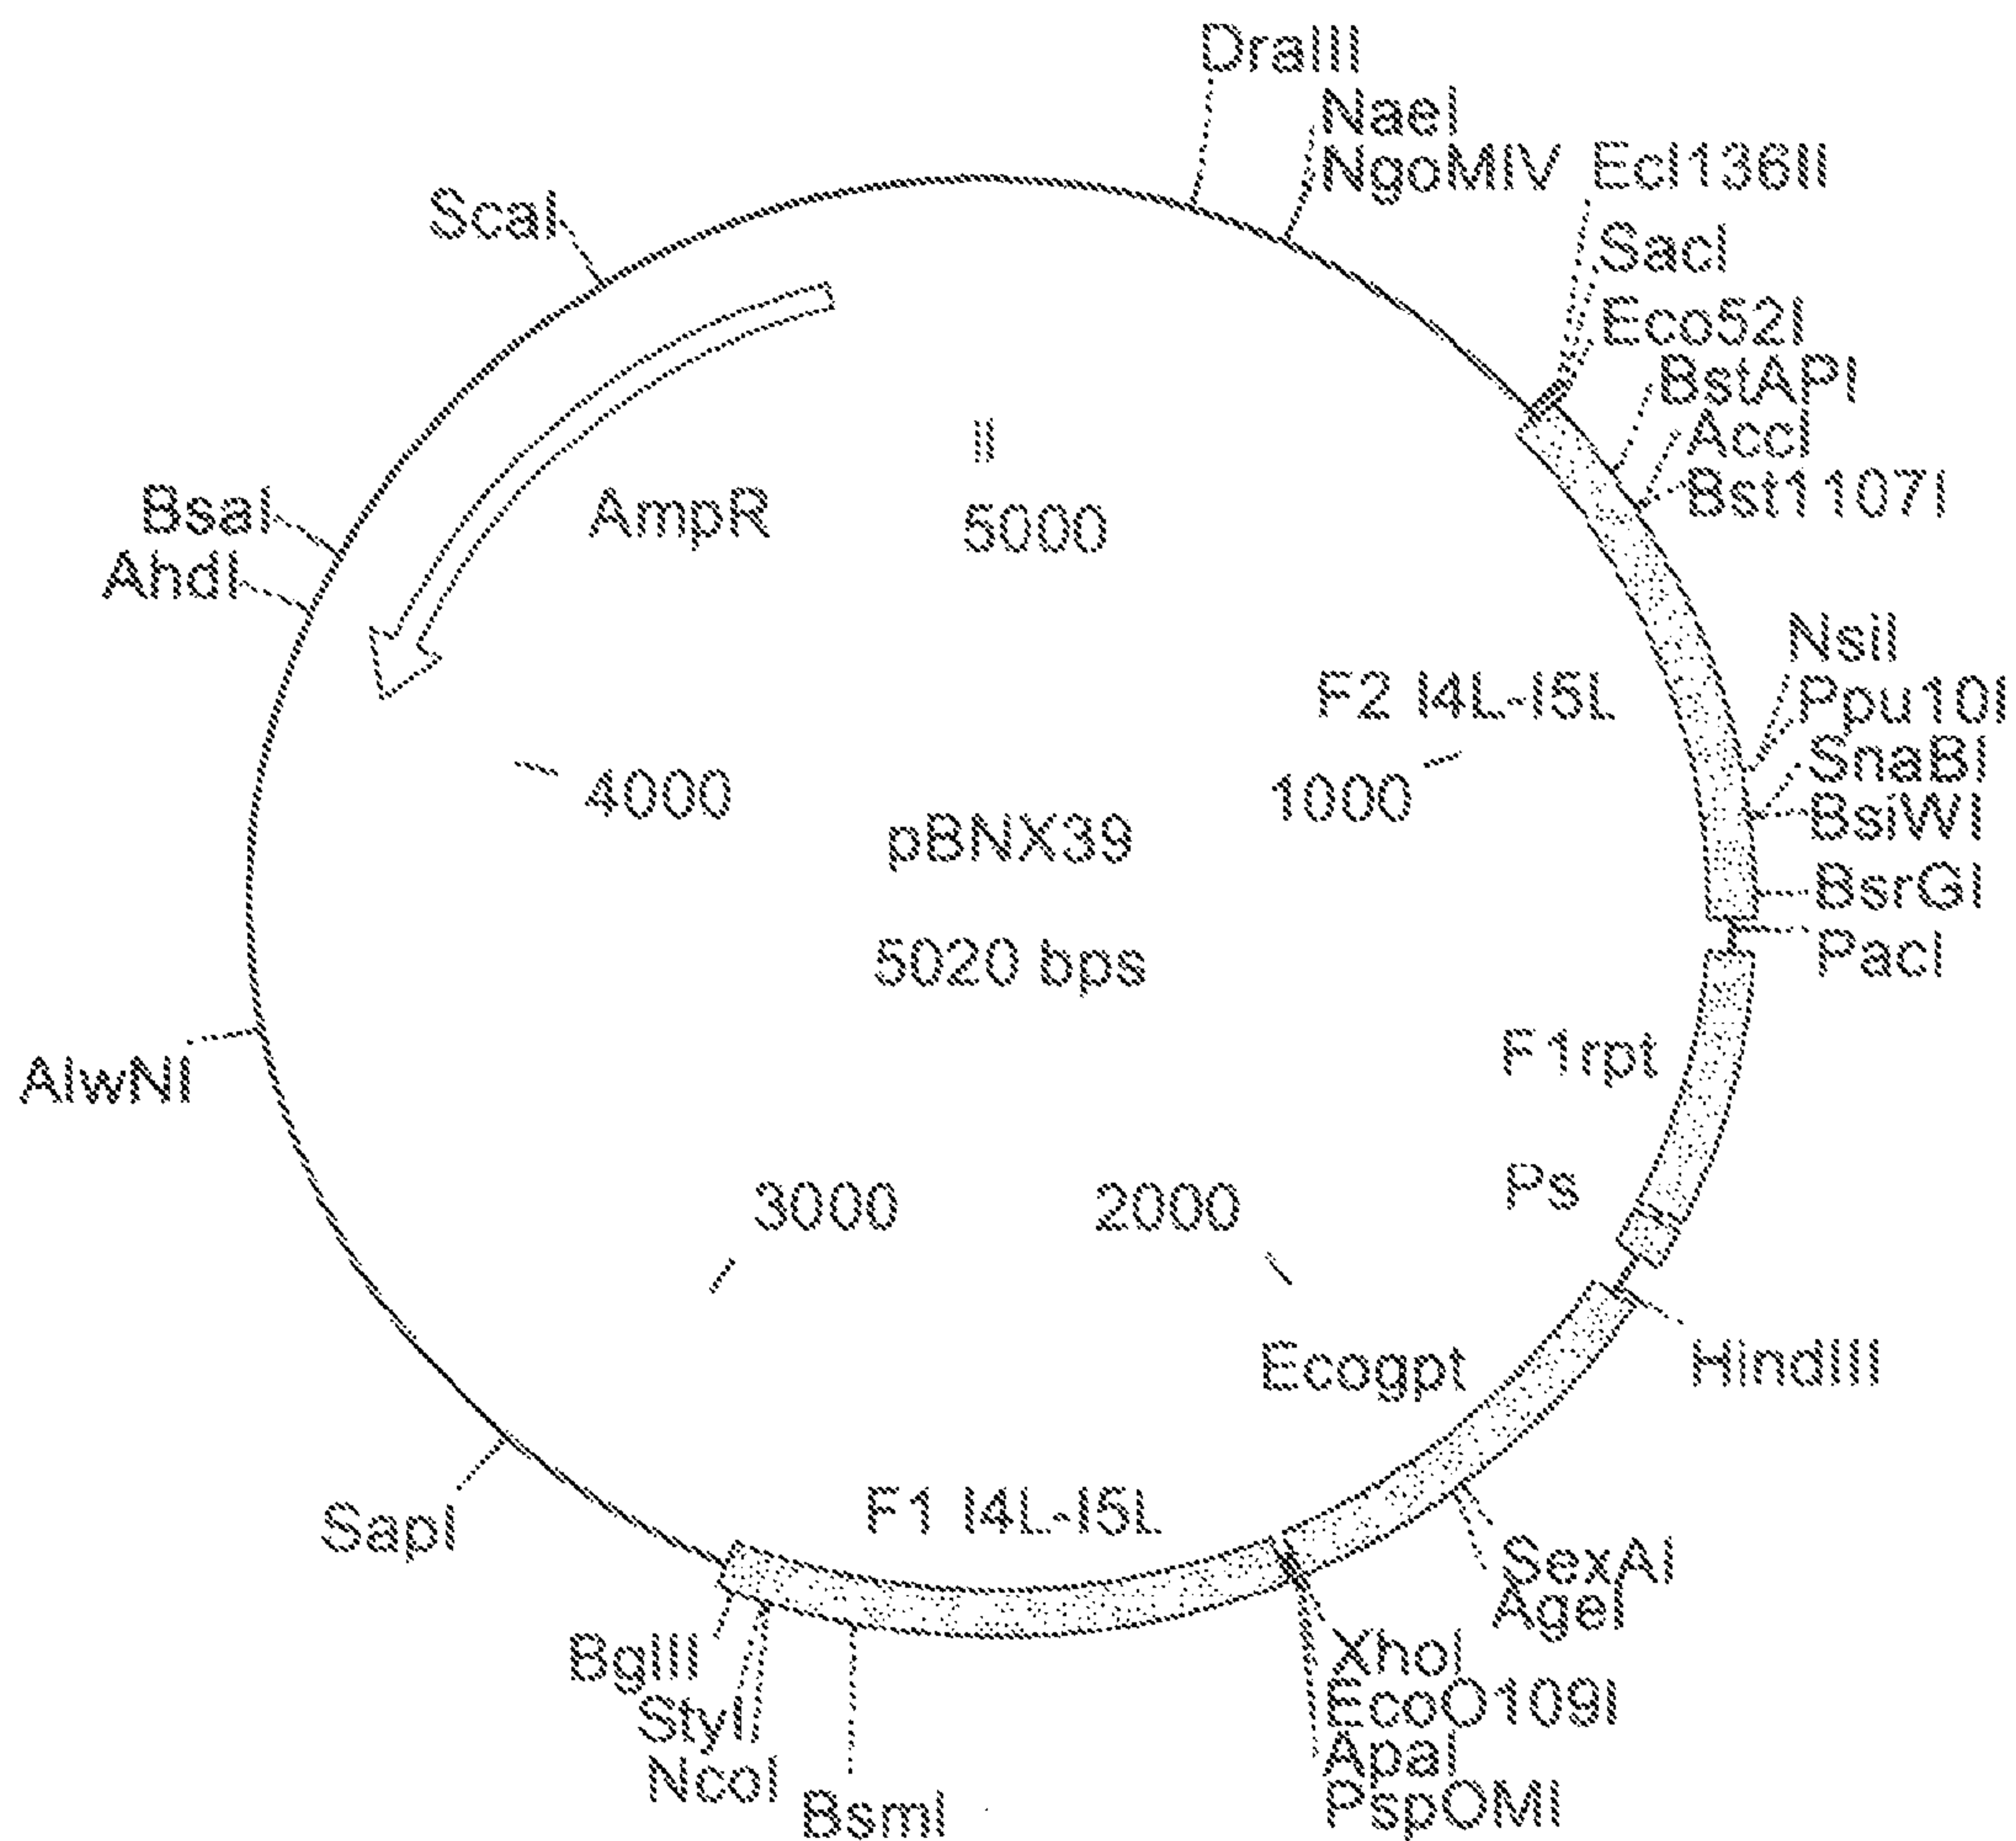 DraIII
NaeI
NgoMIV
Ecl136II
SacI
Eco52I
BstAPI
AccI
Bst1107I
NsiI
Ppu10I
SnaBI
BsiWI
BsrGI
PacI
HindIII
SexAI
AgeI
XhoI
EcoO109I
ApaI
PspOMI
BsmI
NcoI
StyI
BglII
SapI
AlwNI
AhdI
BsaI
ScaI
AmpR
5000
F2 I4L-I5L
1000
4000
pBNX39
5020 bps
F1rpt
Ps
3000
2000
Ecogpt
F1 I4L-I5L